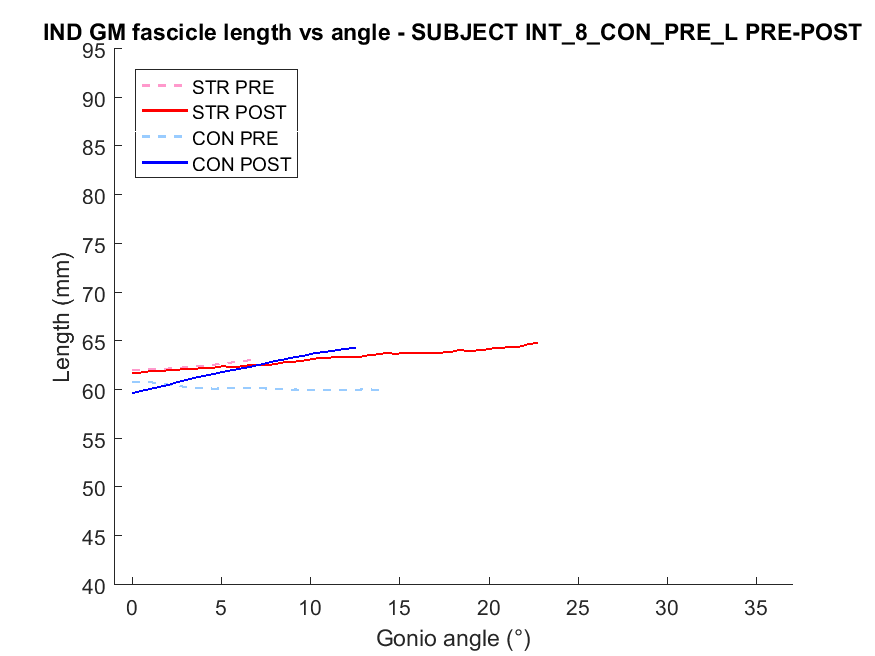 IND GM fascicle length vs angle - SUBJECT INT_8_CON_PRE_L PRE-POST
95
90
85
80
75
70
65
60
55
50
45
40
Length (mm)
STR PRE
STR POST
CON PRE
CON POST
0 5 10 15 20 25 30 35
Gonio angle (°)